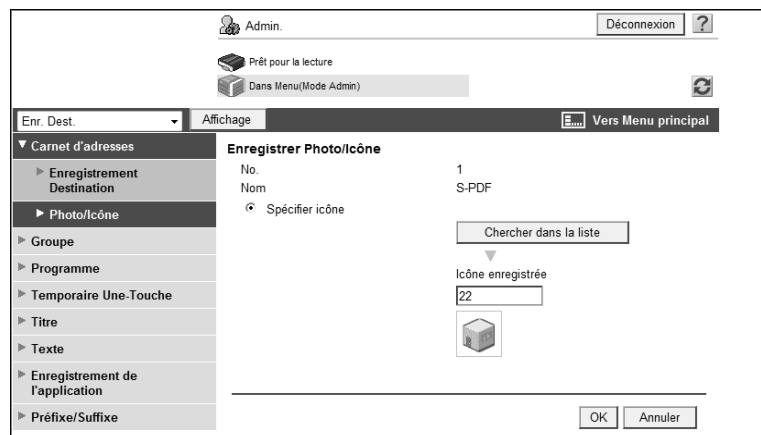 Admin.
Déconnexion
?
Prêt pour la lecture
Dans Menu(Mode Admin)
Enr. Dest.
Affichage
Vers Menu principal
Carnet d'adresses
Enregistrement
Destination
Photo/Icône
Groupe
Programme
Temporaire Une-Touche
Titre
Texte
Enregistrement de
l'application
Préfixe/Suffixe
Enregistrer Photo/Icône
No. 1
Nom S-PDF
Spécifier icône
Chercher dans la liste
Icône enregistrée
22
OK Annuler